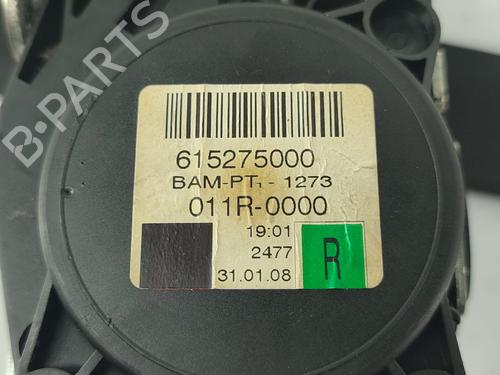 B-PARTS
615275000
BAM-PT₁ - 1273
011R-0000
19:01
2477
31.01.08
R